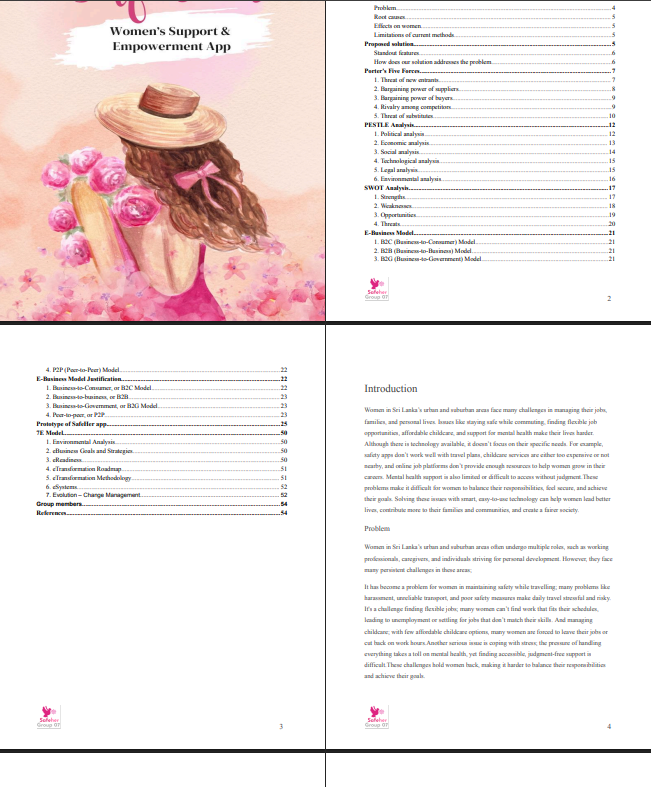 Women's Support &
Empowerment App
Problem 4
Root causes 5
Effects on women 5
Limitations of current methods 5
Proposed solution 5
Standout features 6
How does our solution addresses the problem 6
Porter's Five Forces 7
1. Threat of new entrants 7
2. Bargaining power of suppliers 8
3. Bargaining power of buyers 9
4. Rivalry among competitors 9
5. Threat of substitutes 10
PESTLE Analysis 12
1. Political analysis 12
2. Economic analysis 13
3. Social analysis 14
4. Technological analysis 15
5. Legal analysis 15
6. Environmental analysis 16
SWOT Analysis 17
1. Strengths 17
2. Weaknesses 18
3. Opportunities 19
4. Threats 20
E-Business Model 21
1. B2C (Business-to-Consumer) Model 21
2. B2B (Business-to-Business) Model 21
3. B2G (Business-to-Government) Model 21
SafeHer
Group 07
2
4. P2P (Peer-to-Peer) Model 22
E-Business Model Justification 22
1. Business-to-Consumer, or B2C Model 22
2. Business-to-business, or B2B 23
3. Business-to-Government, or B2G Model 23
4. Peer-to-peer, or P2P 23
Prototype of SafeHer app 25
7E Model 50
1. Environmental Analysis 50
2. eBusiness Goals and Strategies 50
3. eReadiness 50
4. eTransformation Roadmap 51
5. eTransformation Methodology 51
6. eSystems 52
7. Evolution – Change Management 52
Group members 54
References 54
SafeHer
Group 07
3
Introduction
Women in Sri Lanka's urban and suburban areas face many challenges in managing their jobs,
families, and personal lives. Issues like staying safe while commuting, finding flexible job
opportunities, affordable childcare, and support for mental health make their lives harder.
Although there is technology available, it doesn't focus on their specific needs. For example,
safety apps don't work well with travel plans, childcare services are either too expensive or not
nearby, and online job platforms don't provide enough resources to help women grow in their
careers. Mental health support is also limited or difficult to access without judgment.These
problems make it difficult for women to balance their responsibilities, feel secure, and achieve
their goals. Solving these issues with smart, easy-to-use technology can help women lead better
lives, contribute more to their families and communities, and create a fairer society.
Problem
Women in Sri Lanka's urban and suburban areas often undergo multiple roles, such as working
professionals, caregivers, and individuals striving for personal development. However, they face
many persistent challenges in these areas;
It has become a problem for women in maintaining safety while travelling; many problems like
harassment, unreliable transport, and poor safety measures make daily travel stressful and risky.
It's a challenge finding flexible jobs; many women can't find work that fits their schedules,
leading to unemployment or settling for jobs that don't match their skills. And managing
childcare; with few affordable childcare options, many women are forced to leave their jobs or
cut back on work hours.Another serious issue is coping with stress; the pressure of handling
everything takes a toll on mental health, yet finding accessible, judgment-free support is
difficult.These challenges hold women back, making it harder to balance their responsibilities
and achieve their goals.
SafeHer
Group 07
4